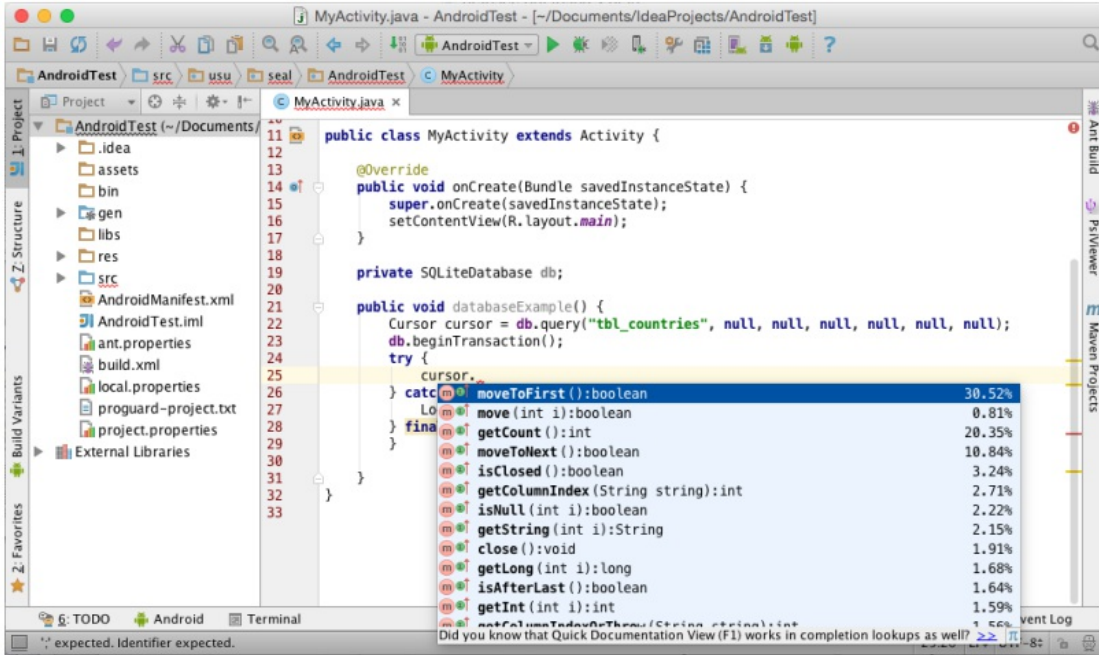 MyActivity.java - AndroidTest - [~/Documents/IdeaProjects/AndroidTest]
AndroidTest
?
AndroidTest src usu seal AndroidTest MyActivity
Project
MyActivity.java ×
1: Project
Z: Structure
Build Variants
2: Favorites
AndroidTest (~/Documents/
.idea
assets
bin
gen
libs
res
src
AndroidManifest.xml
AndroidTest.iml
ant.properties
build.xml
local.properties
proguard-project.txt
project.properties
External Libraries
11 public class MyActivity extends Activity {
12
13 @Override
14 public void onCreate(Bundle savedInstanceState) {
15 super.onCreate(savedInstanceState);
16 setContentView(R.layout.main);
17 }
18
19 private SQLiteDatabase db;
20
21 public void databaseExample() {
22 Cursor cursor = db.query("tbl_countries", null, null, null, null, null, null);
23 db.beginTransaction();
24 try {
25 cursor.
26 } catc
27 Lo
28 } fina
29 }
30
31 }
32 }
33
moveToFirst():boolean 30.52%
move(int i):boolean 0.81%
getCount():int 20.35%
moveToNext():boolean 10.84%
isClosed():boolean 3.24%
getColumnIndex(String string):int 2.71%
isNull(int i):boolean 2.22%
getString(int i):String 2.15%
close():void 1.91%
getLong(int i):long 1.68%
isAfterLast():boolean 1.64%
getInt(int i):int 1.59%
getColumnIndexOrThrow(String string):int 1.56%
Did you know that Quick Documentation View (F1) works in completion lookups as well? >> π
Ant Build
PsiViewer
m Maven Projects
6: TODO Android Terminal
vent Log
';' expected. Identifier expected.